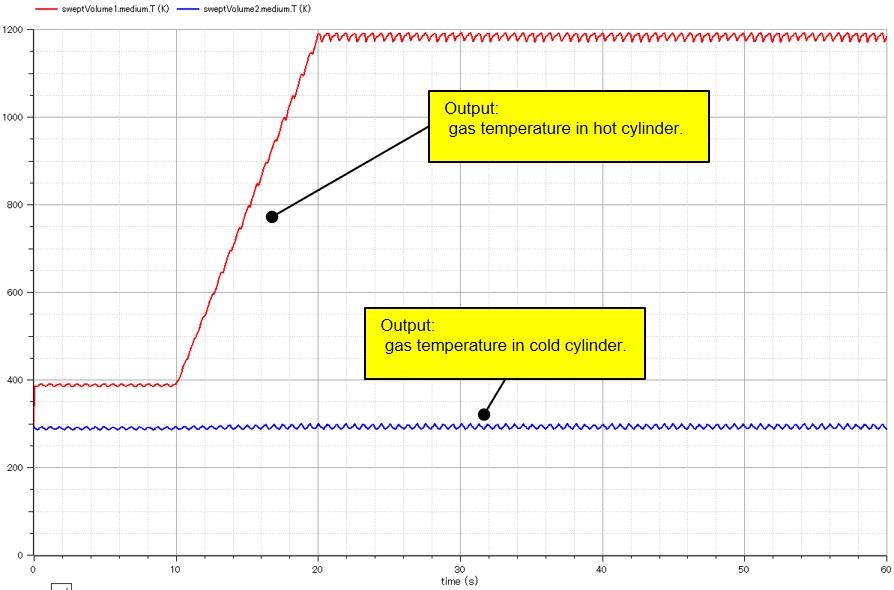 sweptVolume1.medium.T (K) sweptVolume2.medium.T (K)
1200
1000
800
600
400
200
0
Output:
gas temperature in hot cylinder.
Output:
gas temperature in cold cylinder.
0 10 20 30 40 50 60
time (s)